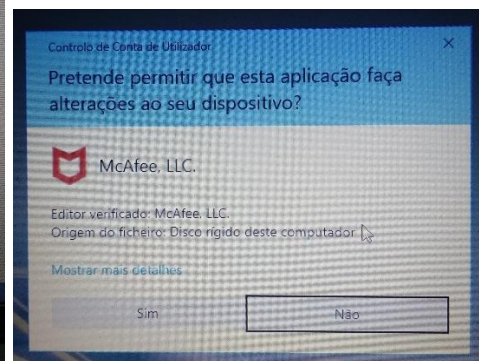 Controlo de Conta de Utilizador
Pretende permitir que esta aplicação faça
alterações ao seu dispositivo?
McAfee, LLC.
Editor verificado: McAfee, LLC.
Origem do ficheiro: Disco rígido deste computador
Mostrar mais detalhes
Sim
Não